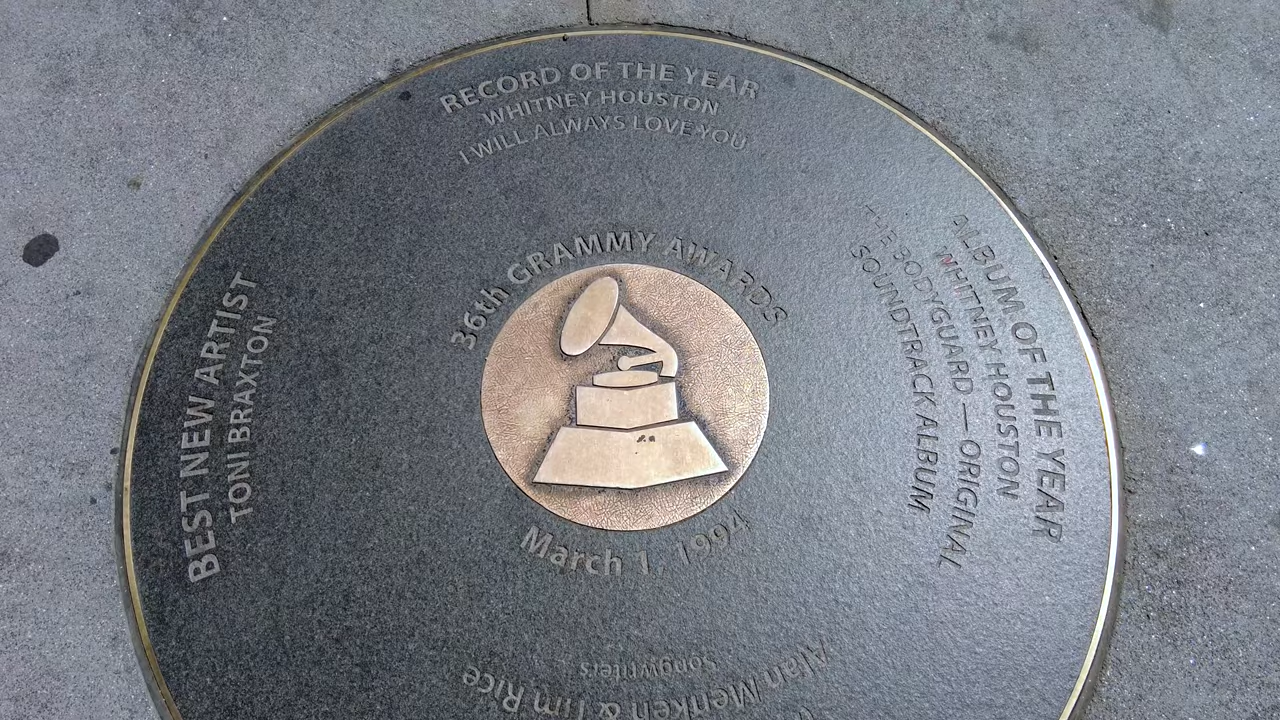 RECORD OF THE YEAR
WHITNEY HOUSTON
I WILL ALWAYS LOVE YOU
ALBUM OF THE YEAR
WHITNEY HOUSTON
THE BODYGUARD — ORIGINAL
SOUNDTRACK ALBUM
36th GRAMMY AWARDS
March 1, 1994
BEST NEW ARTIST
TONI BRAXTON
Songwriters
Alan Menken & Tim Rice